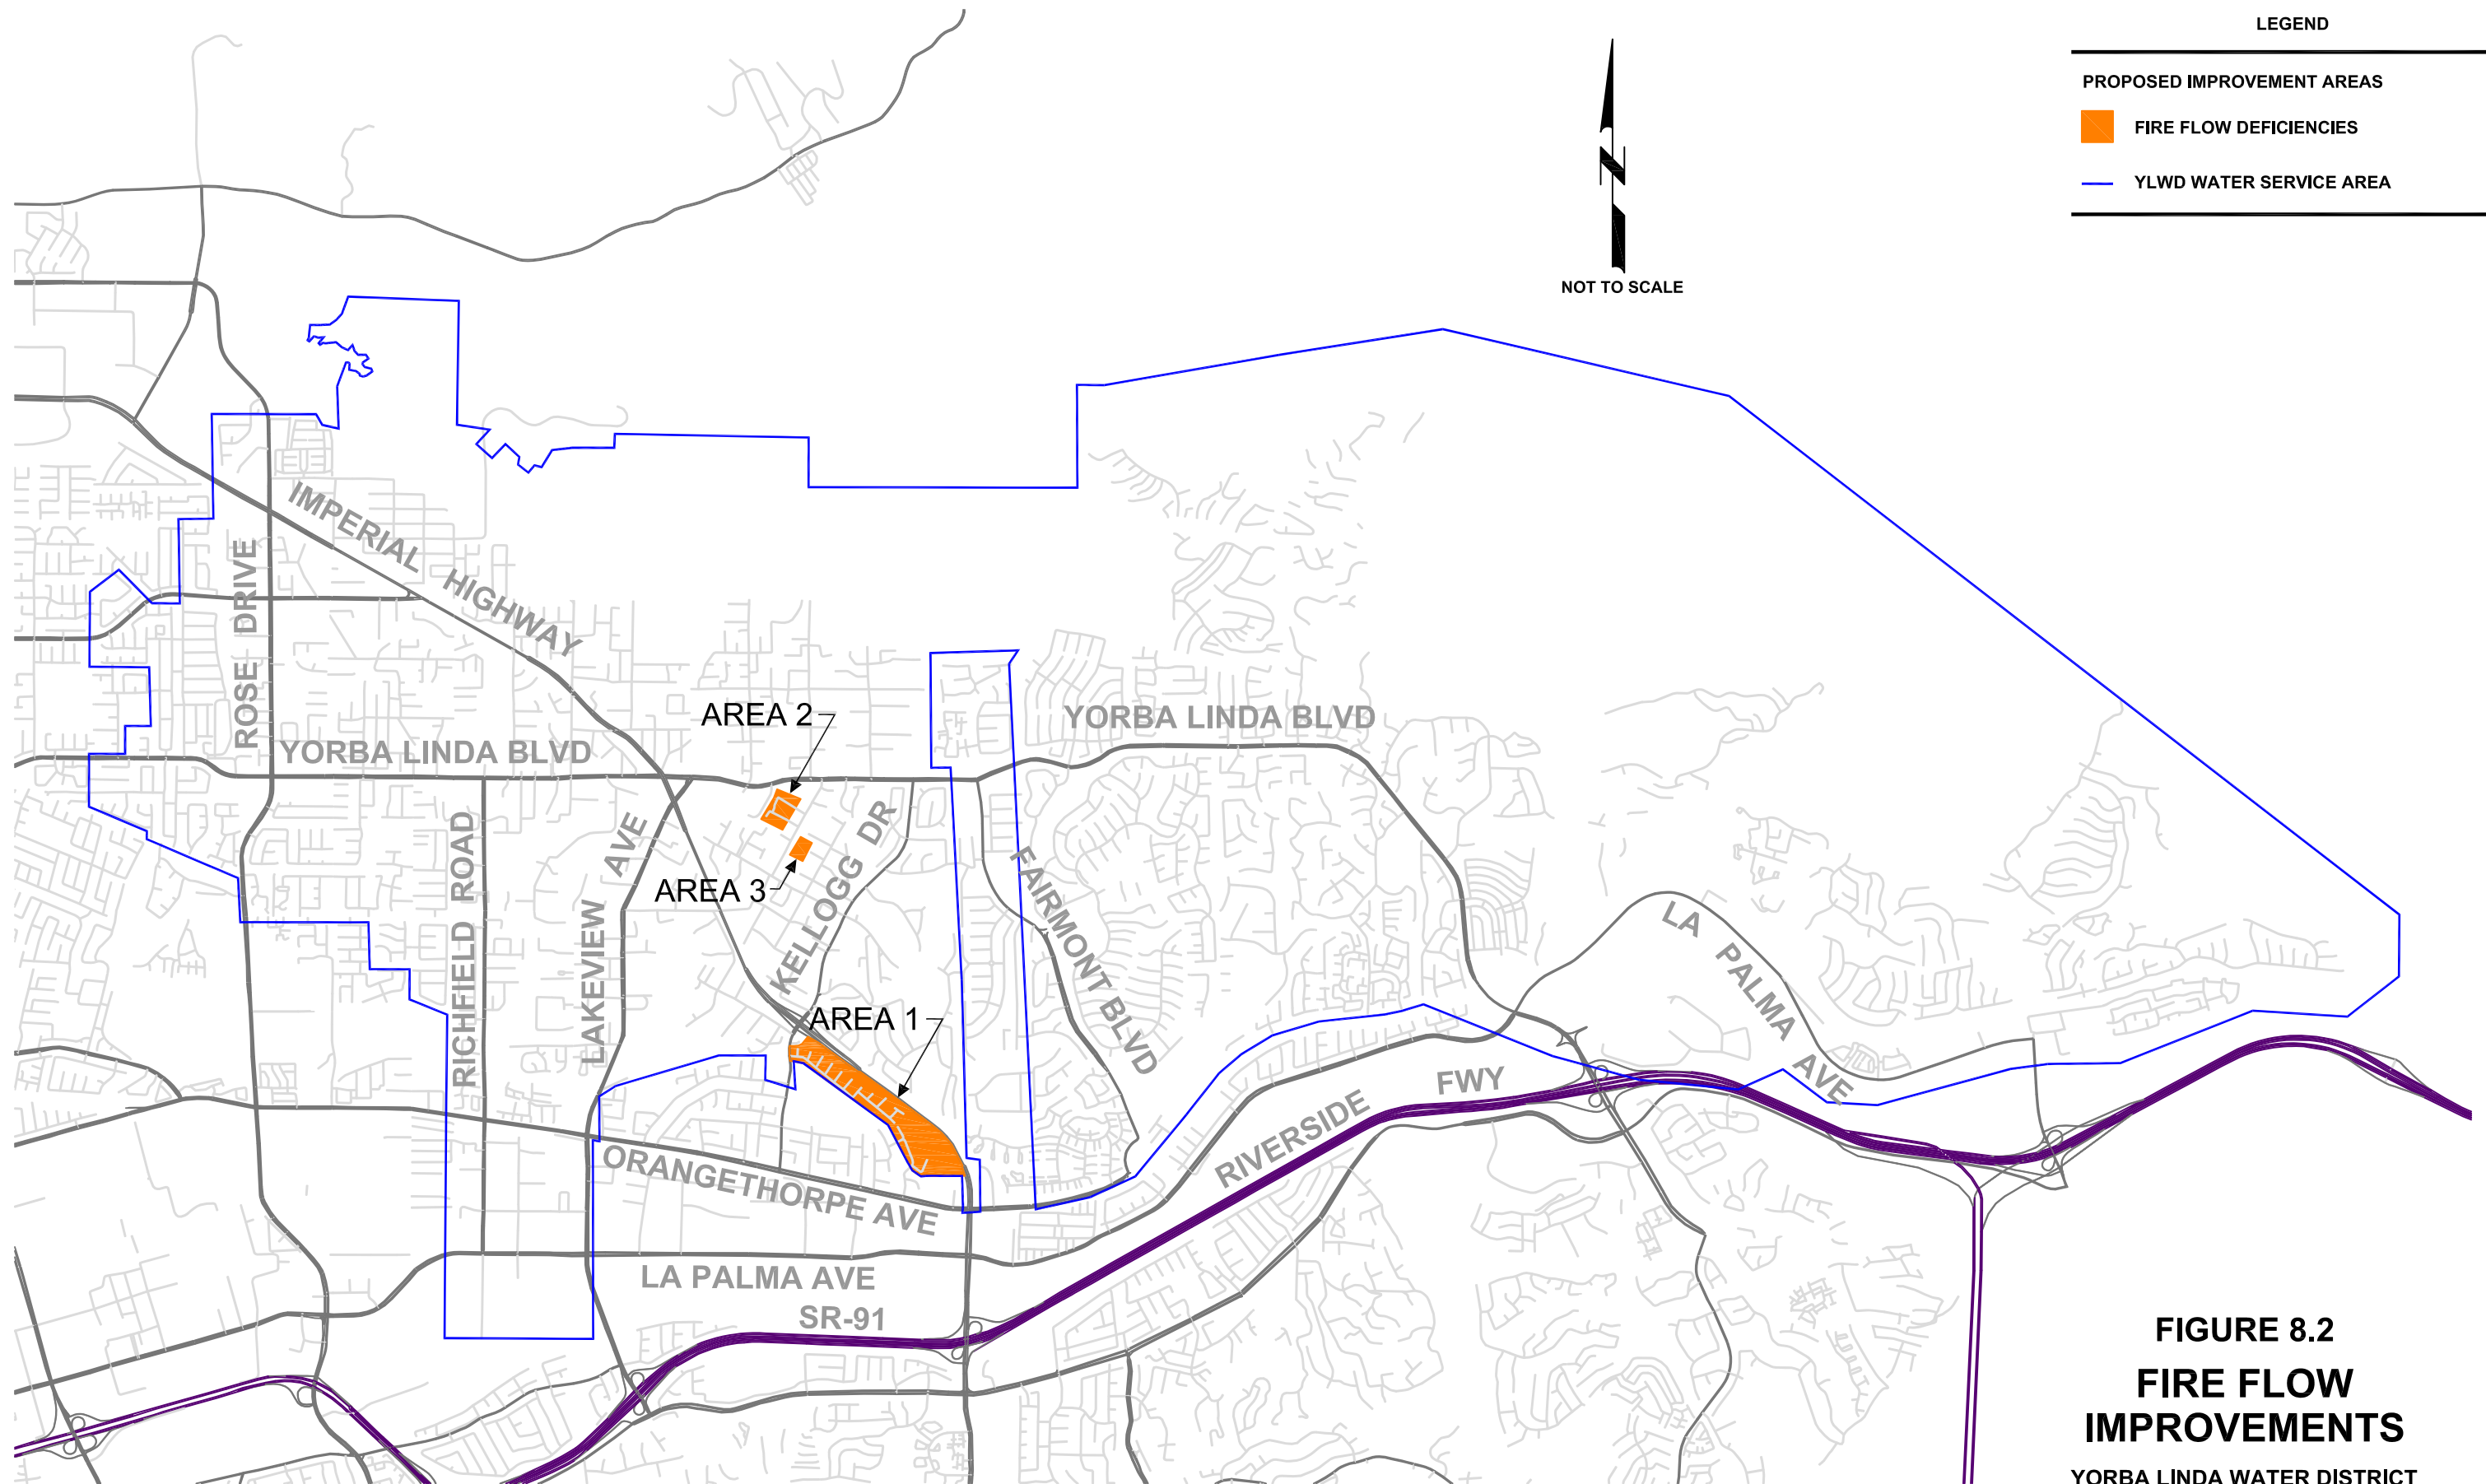 LEGEND
PROPOSED IMPROVEMENT AREAS
FIRE FLOW DEFICIENCIES
YLWD WATER SERVICE AREA
N
NOT TO SCALE
IMPERIAL HIGHWAY
ROSE DRIVE
YORBA LINDA BLVD
AREA 2
YORBA LINDA BLVD
RICHFIELD ROAD
LAKEVIEW AVE
AREA 3
KELLOGG DR
FAIRMONT BLVD
LA PALMA AVE
AREA 1
RIVERSIDE FWY
ORANGETHORPE AVE
LA PALMA AVE
SR-91
FIGURE 8.2
FIRE FLOW
IMPROVEMENTS
YORBA LINDA WATER DISTRICT